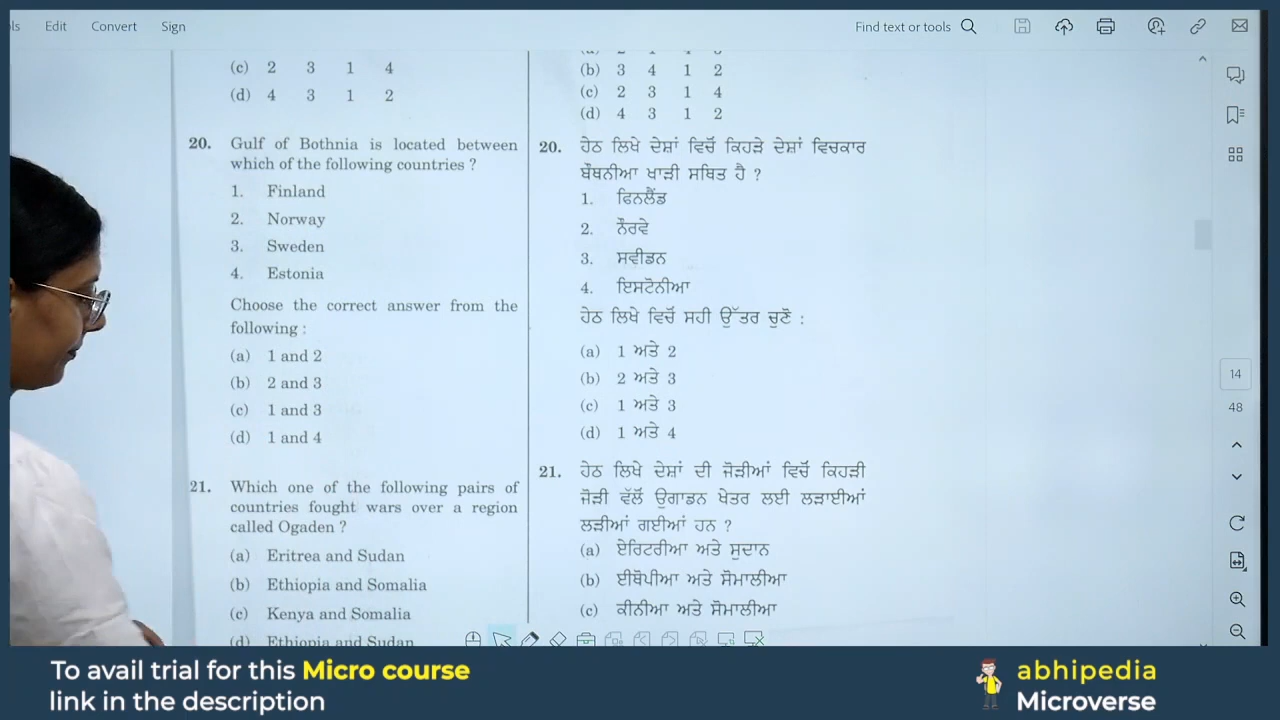 ls Edit Convert Sign Find text or tools
(c) 2 3 1 4
(d) 4 3 1 2
20. Gulf of Bothnia is located between
which of the following countries ?
1. Finland
2. Norway
3. Sweden
4. Estonia
Choose the correct answer from the
following :
(a) 1 and 2
(b) 2 and 3
(c) 1 and 3
(d) 1 and 4
21. Which one of the following pairs of
countries fought wars over a region
called Ogaden ?
(a) Eritrea and Sudan
(b) Ethiopia and Somalia
(c) Kenya and Somalia
(d) Ethiopia and Sudan
(b) 3 4 1 2
(c) 2 3 1 4
(d) 4 3 1 2
20. ਹੇਠ ਲਿਖੇ ਦੇਸ਼ਾਂ ਵਿਚੋਂ ਕਿਹੜੇ ਦੇਸ਼ਾਂ ਵਿਚਕਾਰ
ਬੌਥਨੀਆ ਖਾੜੀ ਸਥਿਤ ਹੈ ?
1. ਫਿਨਲੈਂਡ
2. ਨੌਰਵੇ
3. ਸਵੀਡਨ
4. ਇਸਟੋਨੀਆ
ਹੇਠ ਲਿਖੇ ਵਿਚੋਂ ਸਹੀ ਉੱਤਰ ਚੁਣੋ :
(a) 1 ਅਤੇ 2
(b) 2 ਅਤੇ 3
(c) 1 ਅਤੇ 3
(d) 1 ਅਤੇ 4
21. ਹੇਠ ਲਿਖੇ ਦੇਸ਼ਾਂ ਦੀ ਜੋੜੀਆਂ ਵਿਚੋਂ ਕਿਹੜੀ
ਜੋੜੀ ਵੱਲੋਂ ਉਗਾਡਨ ਖੇਤਰ ਲਈ ਲੜਾਈਆਂ
ਲੜੀਆਂ ਗਈਆਂ ਹਨ ?
(a) ਏਰਿਟਰੀਆ ਅਤੇ ਸੁਦਾਨ
(b) ਈਥੋਪੀਆ ਅਤੇ ਸੋਮਾਲੀਆ
(c) ਕੀਨੀਆ ਅਤੇ ਸੋਮਾਲੀਆ
14
48
To avail trial for this Micro course
link in the description
abhipedia
Microverse